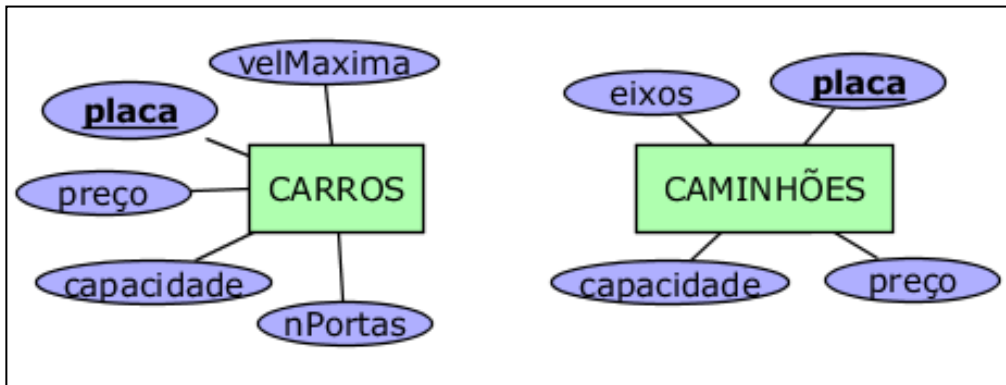 velMaxima
placa
preço
CARROS
capacidade
nPortas
eixos
placa
CAMINHÕES
capacidade
preço